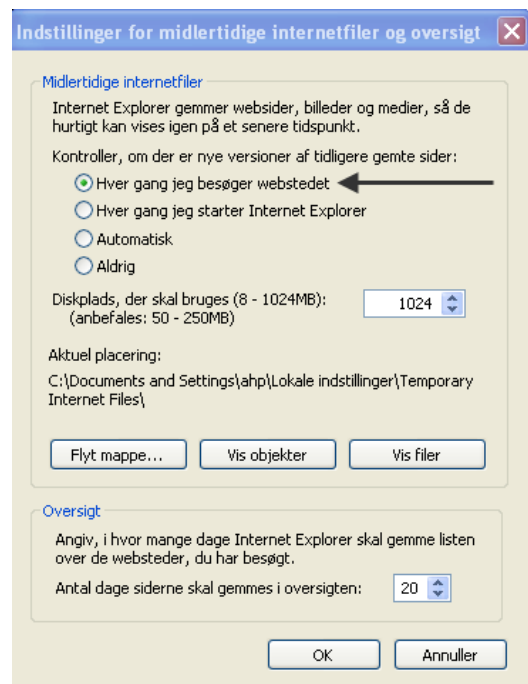 Indstillinger for midlertidige internetfiler og oversigt
Midlertidige internetfiler
Internet Explorer gemmer websider, billeder og medier, så de
hurtigt kan vises igen på et senere tidspunkt.
Kontroller, om der er nye versioner af tidligere gemte sider:
Hver gang jeg besøger webstedet
Hver gang jeg starter Internet Explorer
Automatisk
Aldrig
Diskplads, der skal bruges (8 - 1024MB): 1024
(anbefales: 50 - 250MB)
Aktuel placering:
C:\Documents and Settings\ahp\Lokale indstillinger\Temporary
Internet Files\
Flyt mappe... Vis objekter Vis filer
Oversigt
Angiv, i hvor mange dage Internet Explorer skal gemme listen
over de websteder, du har besøgt.
Antal dage siderne skal gemmes i oversigten: 20
OK Annuller